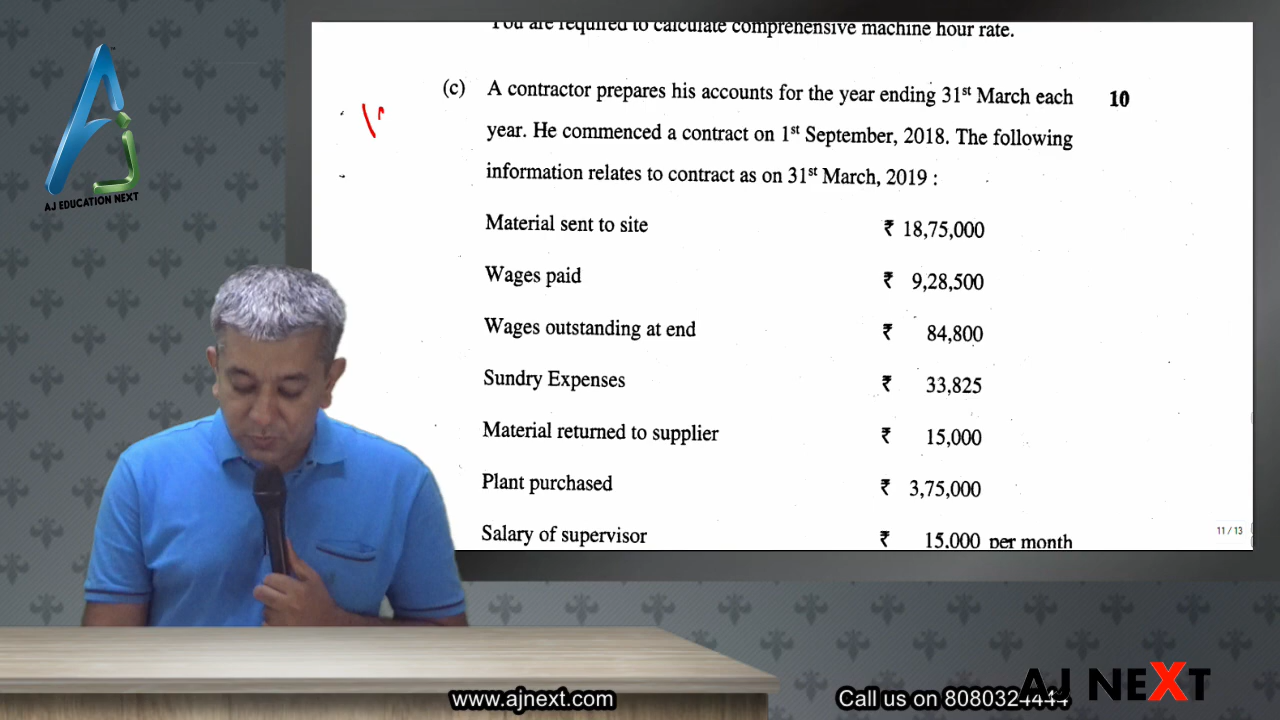 You are required to calculate comprehensive machine hour rate.
(c) A contractor prepares his accounts for the year ending 31st March each 10
year. He commenced a contract on 1st September, 2018. The following
information relates to contract as on 31st March, 2019 :
Material sent to site ₹ 18,75,000
Wages paid ₹ 9,28,500
Wages outstanding at end ₹ 84,800
Sundry Expenses ₹ 33,825
Material returned to supplier ₹ 15,000
Plant purchased ₹ 3,75,000
Salary of supervisor ₹ 15,000 per month
11 / 13
AJ EDUCATION NEXT
AJ NEXT
www.ajnext.com
Call us on 8080324444